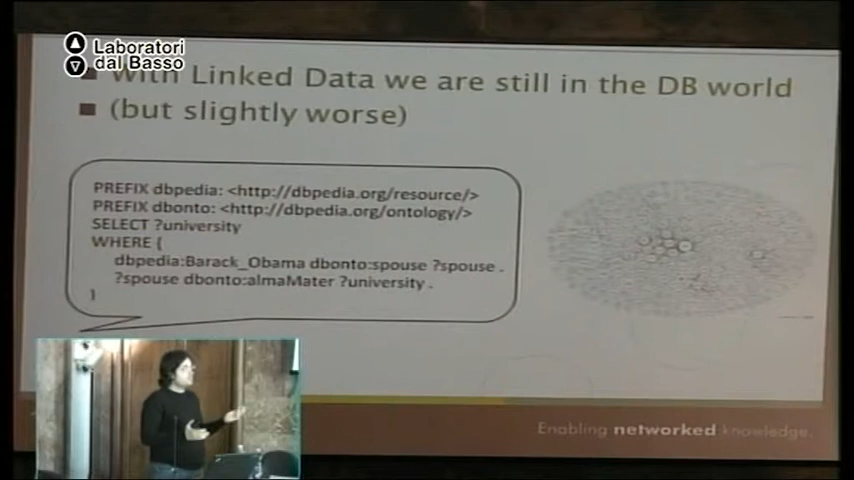 Laboratori
dal Basso
with Linked Data we are still in the DB world
(but slightly worse)
PREFIX dbpedia: <http://dbpedia.org/resource/>
PREFIX dbonto: <http://dbpedia.org/ontology/>
SELECT ?university
WHERE {
dbpedia:Barack_Obama dbonto:spouse ?spouse .
?spouse dbonto:almaMater ?university .
}
Enabling networked knowledge.